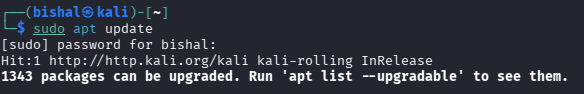 ┌──(bishal㉿kali)-[~]
└─$ sudo apt update
[sudo] password for bishal:
Hit:1 http://http.kali.org/kali kali-rolling InRelease
1343 packages can be upgraded. Run 'apt list --upgradable' to see them.